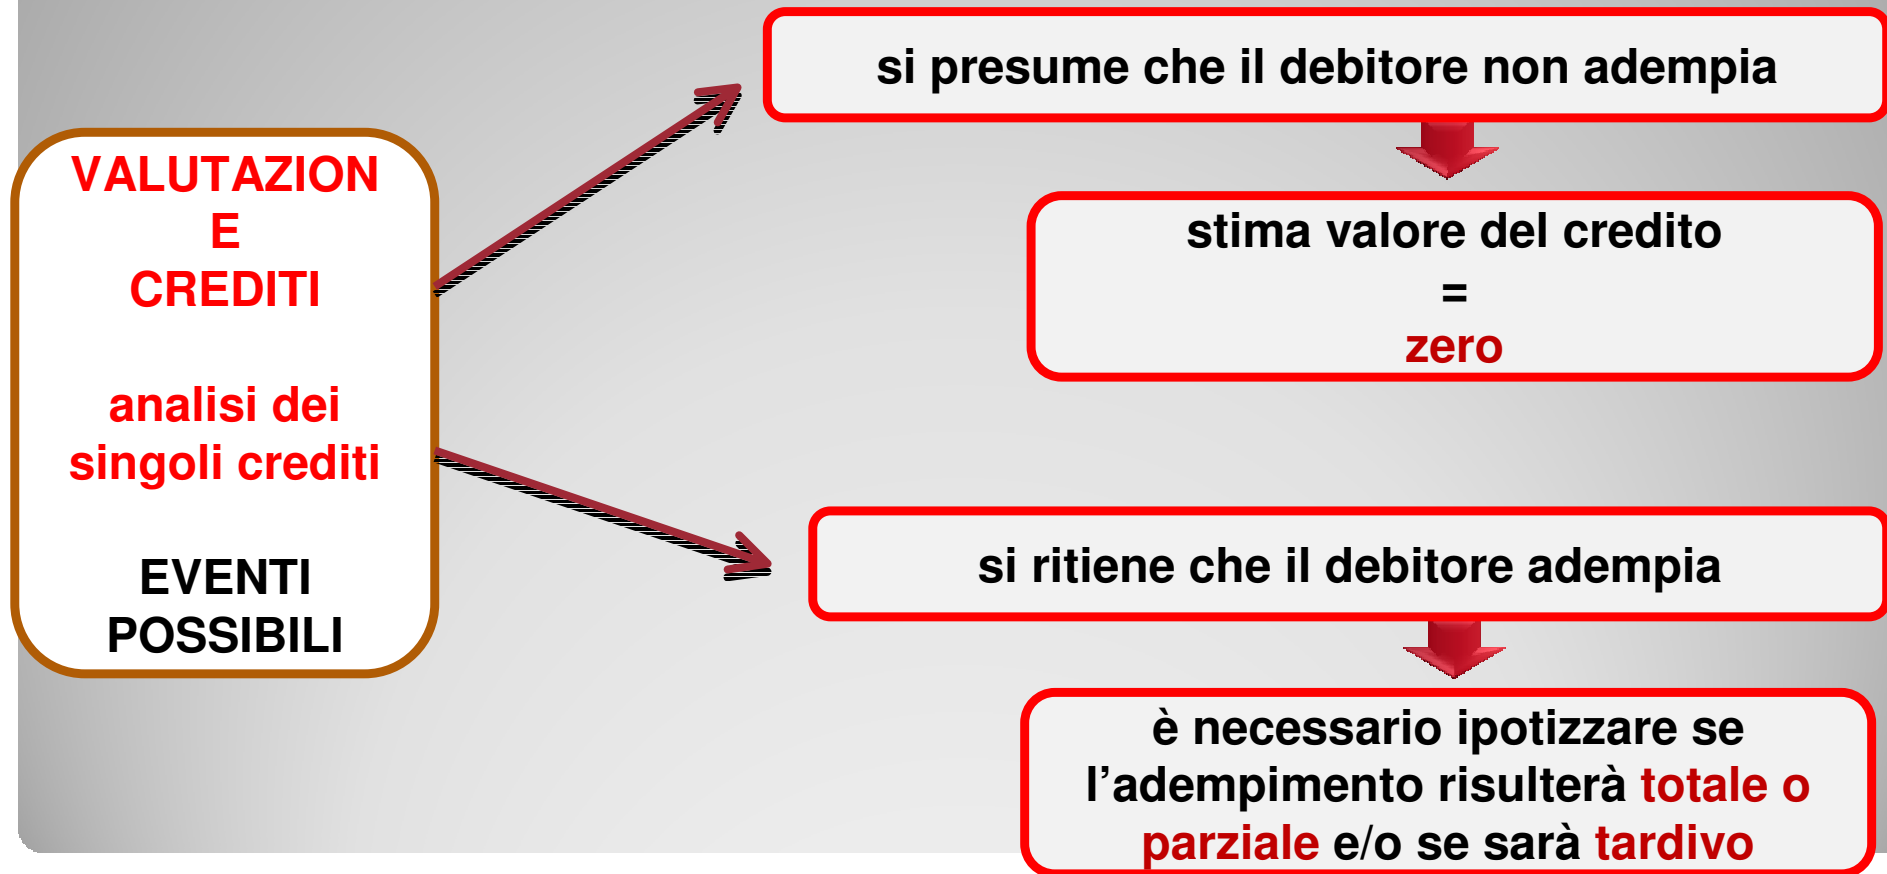 VALUTAZION
E
CREDITI
analisi dei
singoli crediti
EVENTI
POSSIBILI
si presume che il debitore non adempia
stima valore del credito
=
zero
si ritiene che il debitore adempia
è necessario ipotizzare se
l’adempimento risulterà totale o
parziale e/o se sarà tardivo